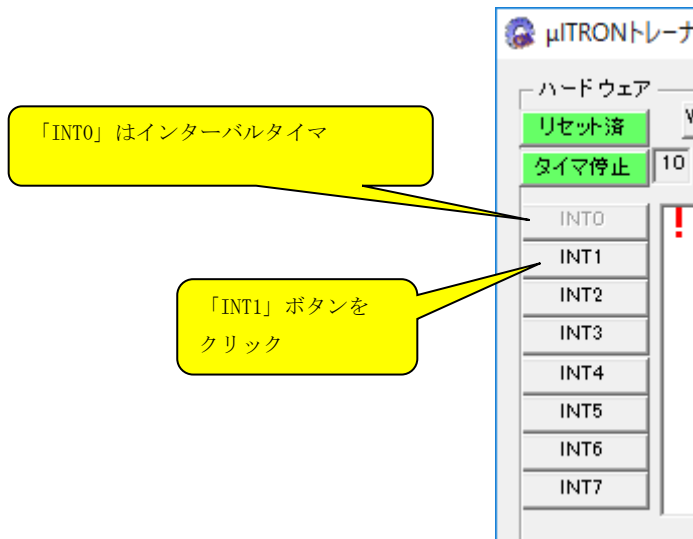 μITRONトレーナ
ハードウェア
リセット済
タイマ停止
10
「INT0」はインターバルタイマ
INT0
!
INT1
「INT1」ボタンを
クリック
INT2
INT3
INT4
INT5
INT6
INT7